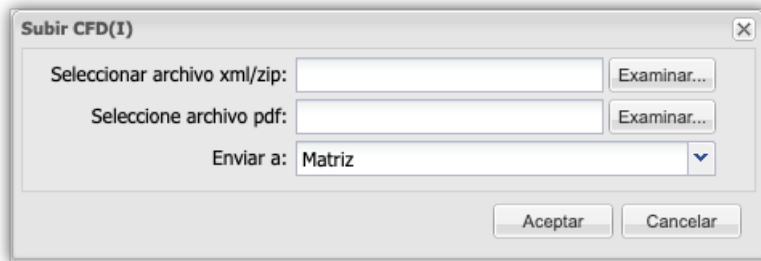 Subir CFD(I)
Seleccionar archivo xml/zip: Examinar...
Seleccione archivo pdf: Examinar...
Enviar a: Matriz
Aceptar Cancelar